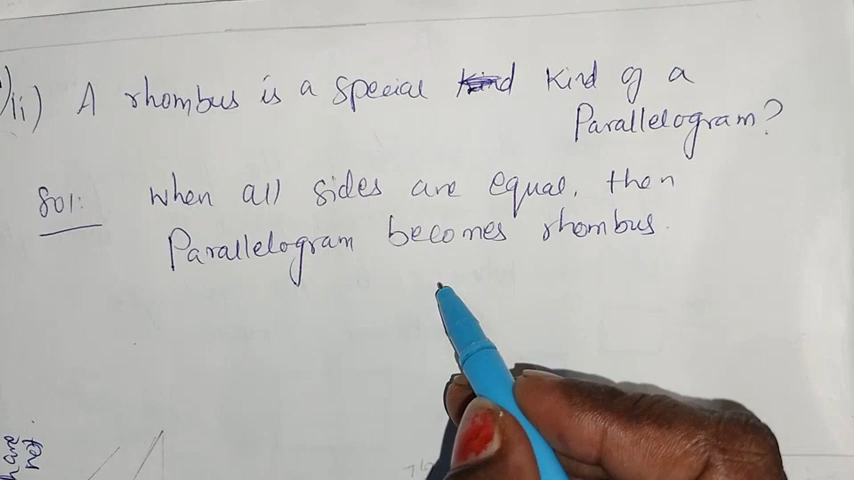 ii) A rhombus is a special kind of a
Parallelogram?
Sol: when all sides are equal, then
Parallelogram becomes rhombus.